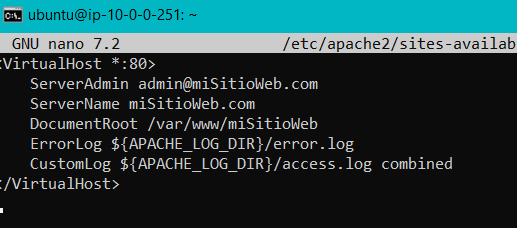 ubuntu@ip-10-0-0-251: ~
GNU nano 7.2 /etc/apache2/sites-availab
<VirtualHost *:80>
ServerAdmin admin@miSitioWeb.com
ServerName miSitioWeb.com
DocumentRoot /var/www/miSitioWeb
ErrorLog ${APACHE_LOG_DIR}/error.log
CustomLog ${APACHE_LOG_DIR}/access.log combined
</VirtualHost>